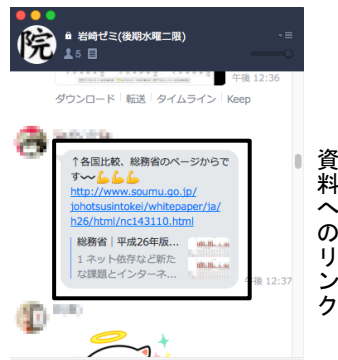 院
岩崎ゼミ(後期水曜二限)
5
午後 12:36
ダウンロード 転送 タイムライン Keep
↑各国比較、総務省のページからで
す〜💪💪💪
http://www.soumu.go.jp/
johotsusintokei/whitepaper/ja/
h26/html/nc143110.html
総務省｜平成26年版...
1 ネット依存など新た
な課題とインターネ...
午後 12:37
資料へのリンク